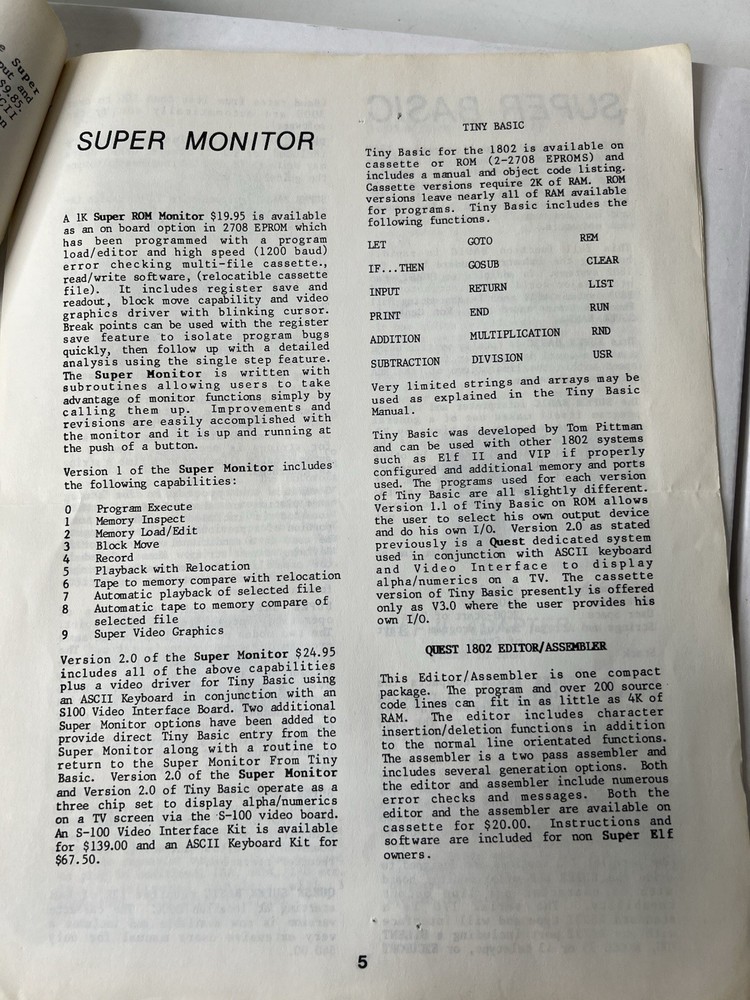 e Super
put and
$9.85.
SCII
on
SUPER MONITOR
A 1K Super ROM Monitor $19.95 is available
as an on board option in 2708 EPROM which
has been programmed with a program
load/editor and high speed (1200 baud)
error checking multi-file cassette.,
read/write software, (relocatible cassette
file). It includes register save and
readout, block move capability and video
graphics driver with blinking cursor.
Break points can be used with the register
save feature to isolate program bugs
quickly, then follow up with a detailed
analysis using the single step feature.
The Super Monitor is written with
subroutines allowing users to take
advantage of monitor functions simply by
calling them up. Improvements and
revisions are easily accomplished with
the monitor and it is up and running at
the push of a button.
Version 1 of the Super Monitor includes
the following capabilities:
0 Program Execute
1 Memory Inspect
2 Memory Load/Edit
3 Block Move
4 Record
5 Playback with Relocation
6 Tape to memory compare with relocation
7 Automatic playback of selected file
8 Automatic tape to memory compare of
selected file
9 Super Video Graphics
Version 2.0 of the Super Monitor $24.95
includes all of the above capabilities
plus a video driver for Tiny Basic using
an ASCII Keyboard in conjunction with an
S100 Video Interface Board. Two additional
Super Monitor options have been added to
provide direct Tiny Basic entry from the
Super Monitor along with a routine to
return to the Super Monitor From Tiny
Basic. Version 2.0 of the Super Monitor
and Version 2.0 of Tiny Basic operate as a
three chip set to display alpha/numerics
on a TV screen via the S-100 video board.
An S-100 Video Interface Kit is available
for $139.00 and an ASCII Keyboard Kit for
$67.50.
TINY BASIC
Tiny Basic for the 1802 is available on
cassette or ROM (2-2708 EPROMS) and
includes a manual and object code listing.
Cassette versions require 2K of RAM. ROM
versions leave nearly all of RAM available
for programs. Tiny Basic includes the
following functions.
LET GOTO REM
IF...THEN GOSUB CLEAR
INPUT RETURN LIST
PRINT END RUN
ADDITION MULTIPLICATION RND
SUBTRACTION DIVISION USR
Very limited strings and arrays may be
used as explained in the Tiny Basic
Manual.
Tiny Basic was developed by Tom Pittman
and can be used with other 1802 systems
such as Elf II and VIP if properly
configured and additional memory and ports
used. The programs used for each version
of Tiny Basic are all slightly different.
Version 1.1 of Tiny Basic on ROM allows
the user to select his own output device
and do his own I/O. Version 2.0 as stated
previously is a Quest dedicated system
used in conjunction with ASCII keyboard
and Video Interface to display
alpha/numerics on a TV. The cassette
version of Tiny Basic presently is offered
only as V3.0 where the user provides his
own I/O.
QUEST 1802 EDITOR/ASSEMBLER
This Editor/Assembler is one compact
package. The program and over 200 source
code lines can fit in as little as 4K of
RAM. The editor includes character
insertion/deletion functions in addition
to the normal line orientated functions.
The assembler is a two pass assembler and
includes several generation options. Both
the editor and assembler include numerous
error checks and messages. Both the
editor and the assembler are available on
cassette for $20.00. Instructions and
software are included for non Super Elf
owners.
5